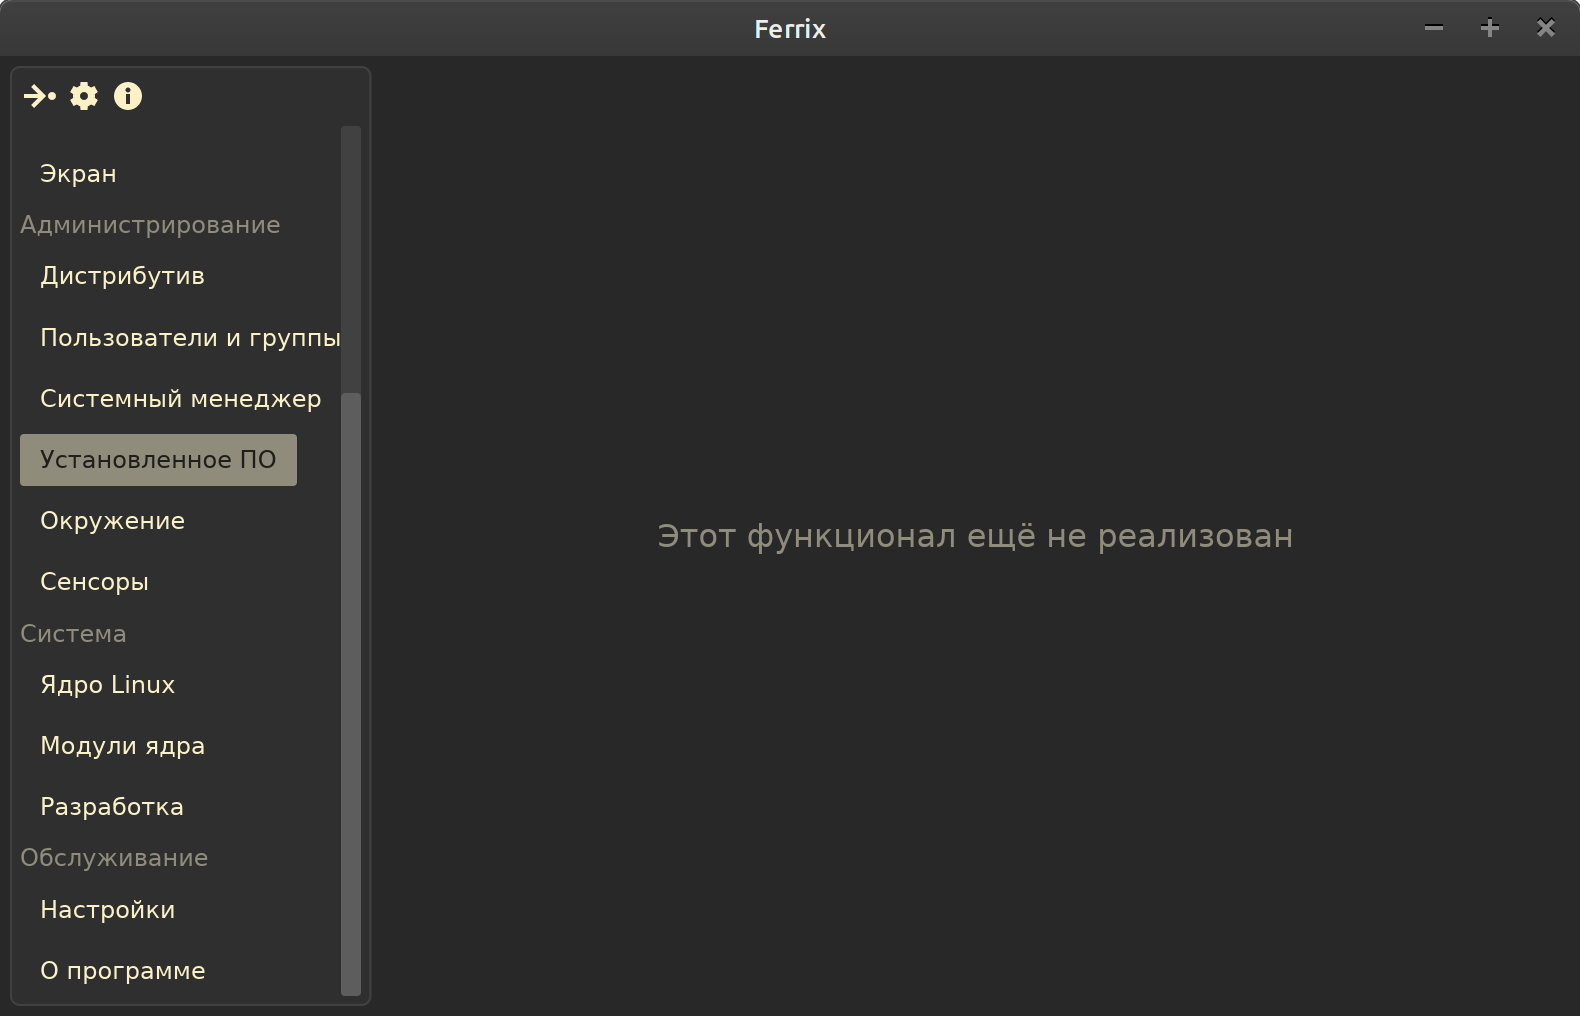 Ferrix
Экран
Администрирование
Дистрибутив
Пользователи и группы
Системный менеджер
Установленное ПО
Окружение
Сенсоры
Система
Ядро Linux
Модули ядра
Разработка
Обслуживание
Настройки
О программе
Этот функционал ещё не реализован